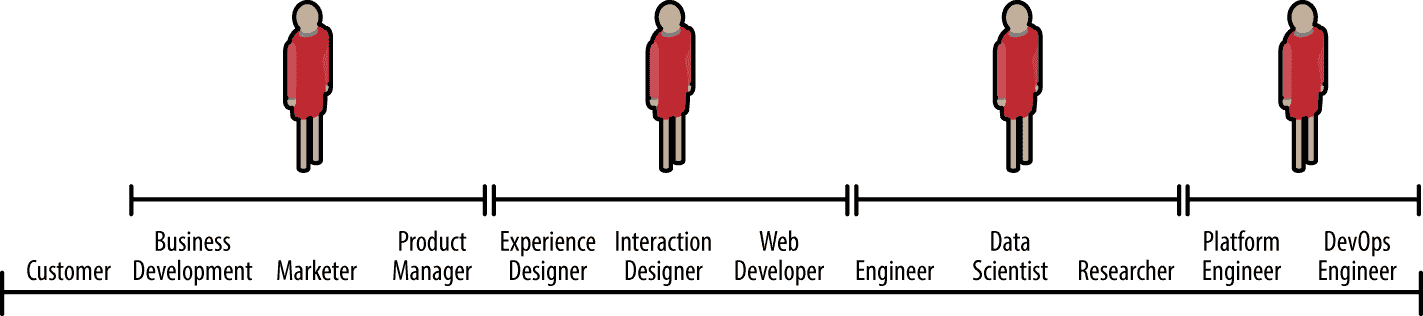 Customer
Business
Development
Marketer
Product
Manager
Experience
Designer
Interaction
Designer
Web
Developer
Engineer
Data
Scientist
Researcher
Platform
Engineer
DevOps
Engineer